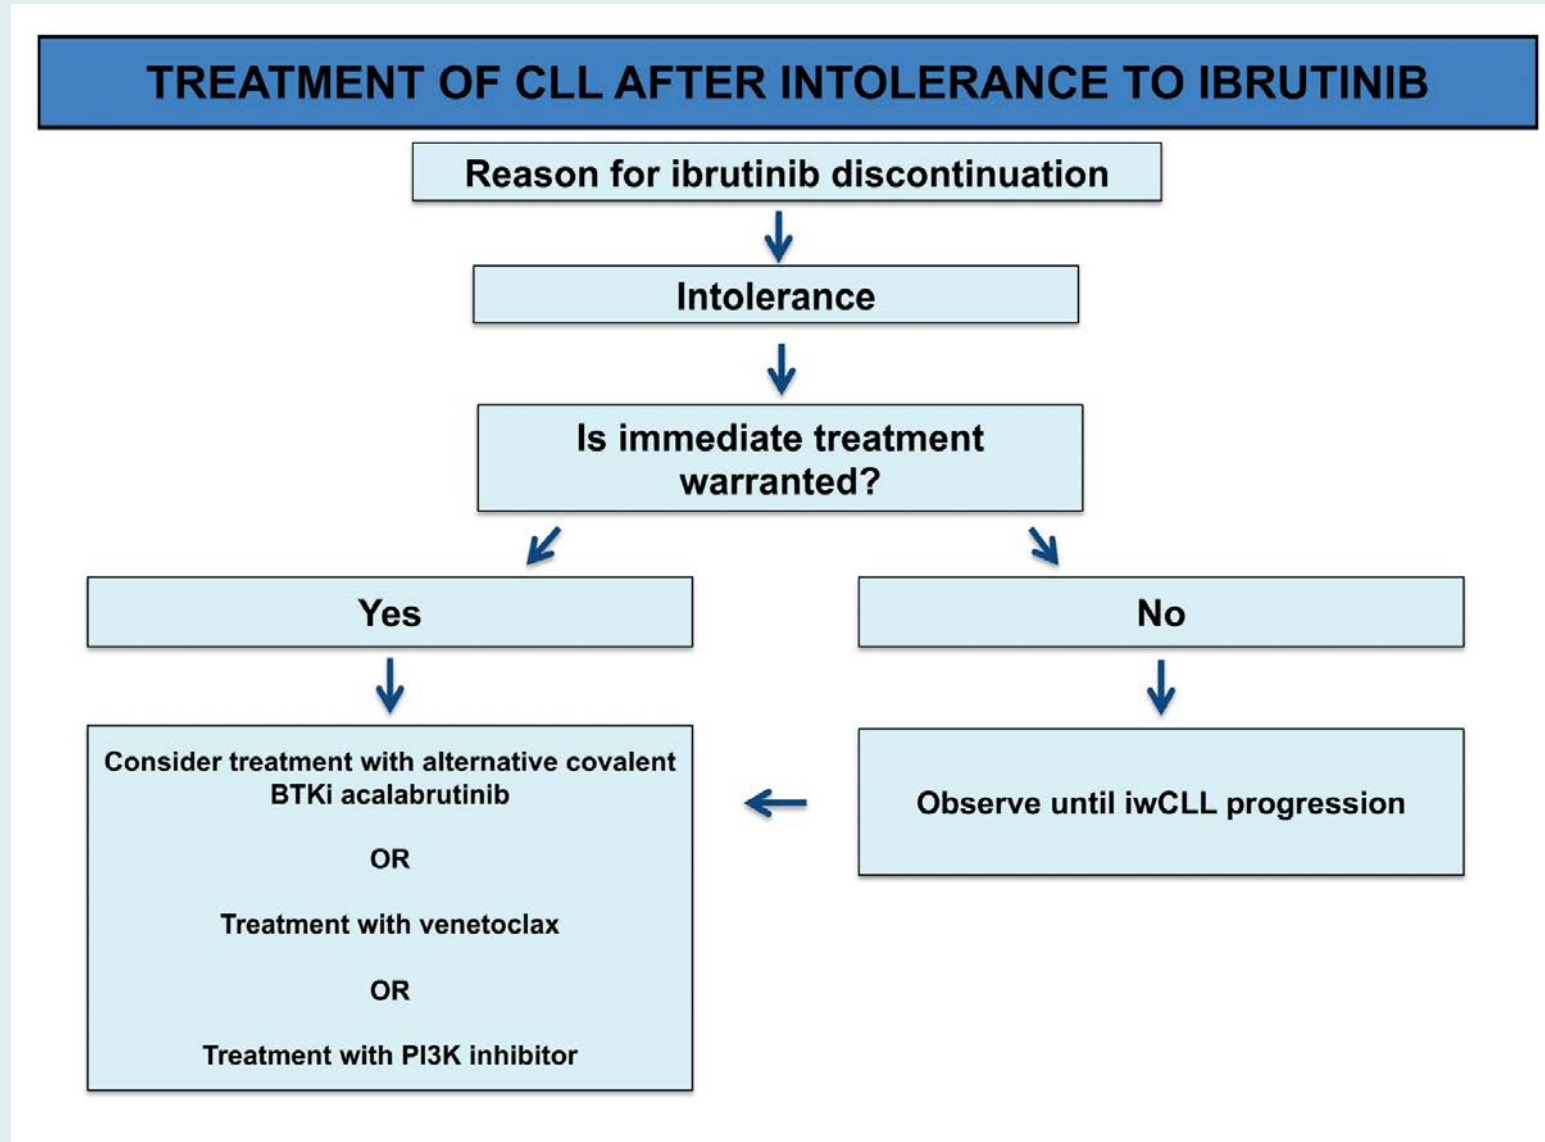 TREATMENT OF CLL AFTER INTOLERANCE TO IBRUTINIB
Reason for ibrutinib discontinuation
Intolerance
Is immediate treatment
warranted?
Yes
No
Consider treatment with alternative covalent
BTKi acalabrutinib
OR
Treatment with venetoclax
OR
Treatment with PI3K inhibitor
Observe until iwCLL progression